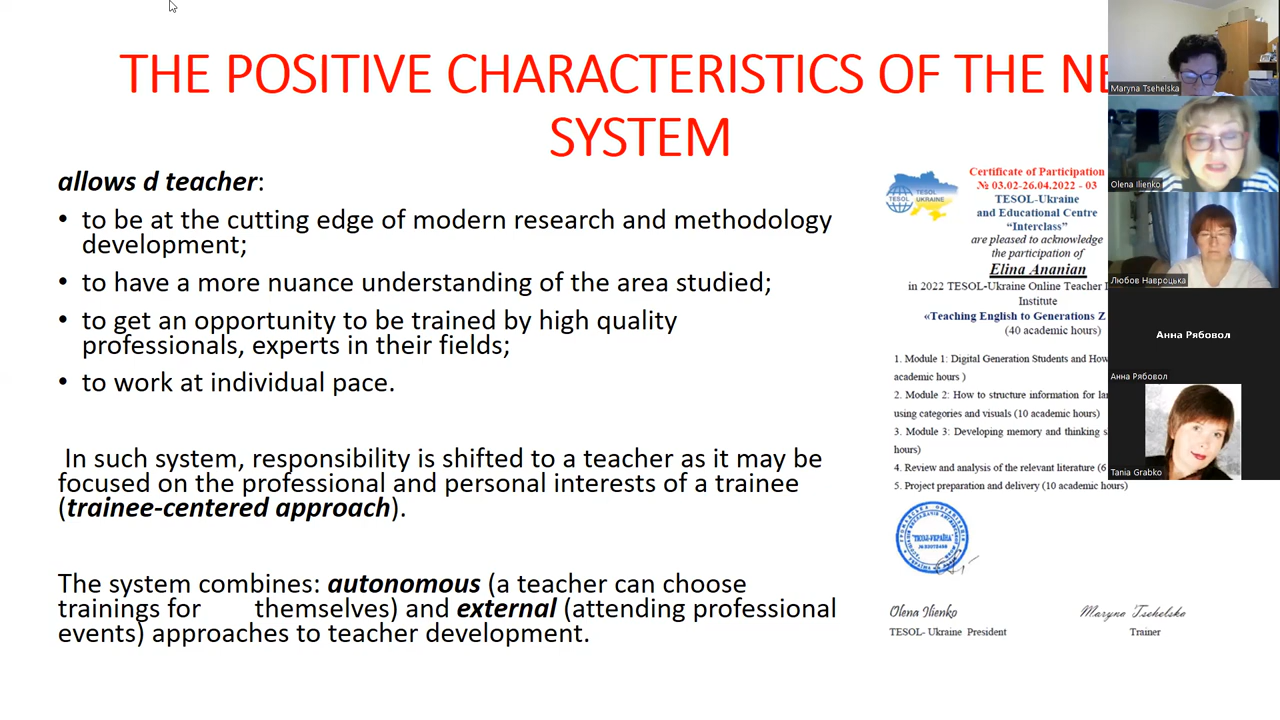 THE POSITIVE CHARACTERISTICS OF THE NE
SYSTEM
allows d teacher:
• to be at the cutting edge of modern research and methodology
development;
• to have a more nuance understanding of the area studied;
• to get an opportunity to be trained by high quality
professionals, experts in their fields;
• to work at individual pace.
In such system, responsibility is shifted to a teacher as it may be
focused on the professional and personal interests of a trainee
(trainee-centered approach).
The system combines: autonomous (a teacher can choose
trainings for themselves) and external (attending professional
events) approaches to teacher development.
TESOL
Certificate of Participation
№ 03.02-26.04.2022 - 03
TESOL-Ukraine
and Educational Centre
“Interclass”
are pleased to acknowledge
the participation of
Elina Ananian
in 2022 TESOL-Ukraine Online Teacher
Institute
«Teaching English to Generations Z
(40 academic hours)
1. Module 1: Digital Generation Students and How
academic hours )
2. Module 2: How to structure information for
using categories and visuals (10 academic hours)
3. Module 3: Developing memory and thinking
hours)
4. Review and analysis of the relevant literature (6
5. Project preparation and delivery (10 academic hours)
Olena Ilienko
TESOL- Ukraine President
Maryna Tsehelska
Trainer
Maryna Tsehelska
Olena Ilienko
Любов Навроцька
Анна Рябовол
Анна Рябовол
Tania Grabko